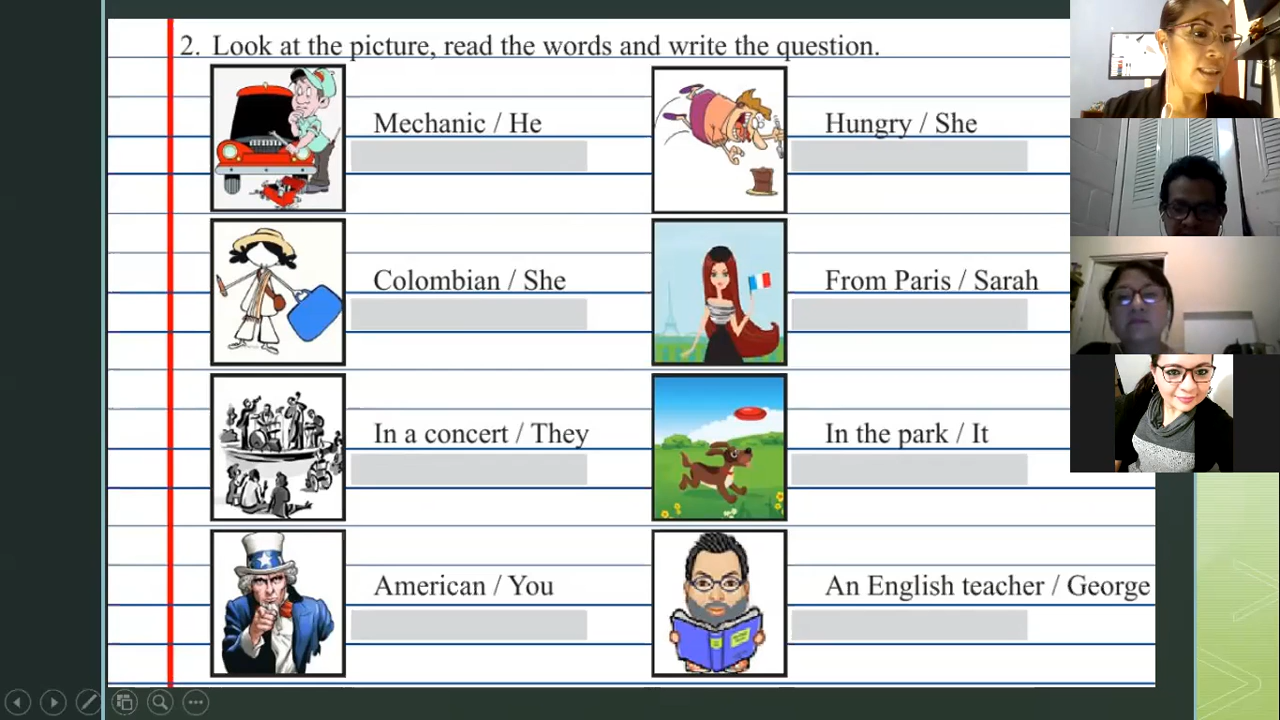 2. Look at the picture, read the words and write the question.
Mechanic / He
Hungry / She
Colombian / She
From Paris / Sarah
In a concert / They
In the park / It
American / You
An English teacher / George